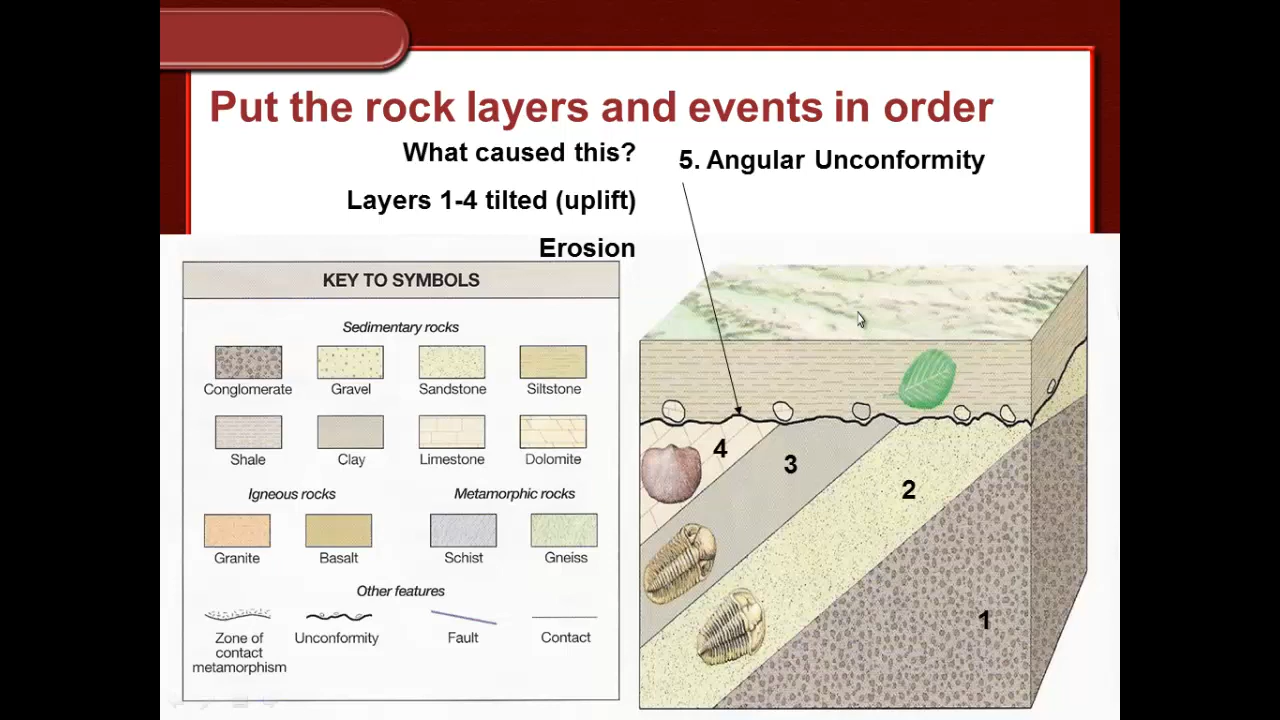 Put the rock layers and events in order
What caused this?
5. Angular Unconformity
Layers 1-4 tilted (uplift)
Erosion
KEY TO SYMBOLS
Sedimentary rocks
Conglomerate
Gravel
Sandstone
Siltstone
Shale
Clay
Limestone
Dolomite
Igneous rocks
Metamorphic rocks
Granite
Basalt
Schist
Gneiss
Other features
Zone of
contact
metamorphism
Unconformity
Fault
Contact
4
3
2
1